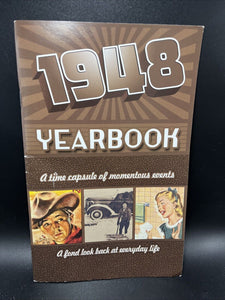 1948
YEARBOOK
A time capsule of momentous events
A fond look back at everyday life